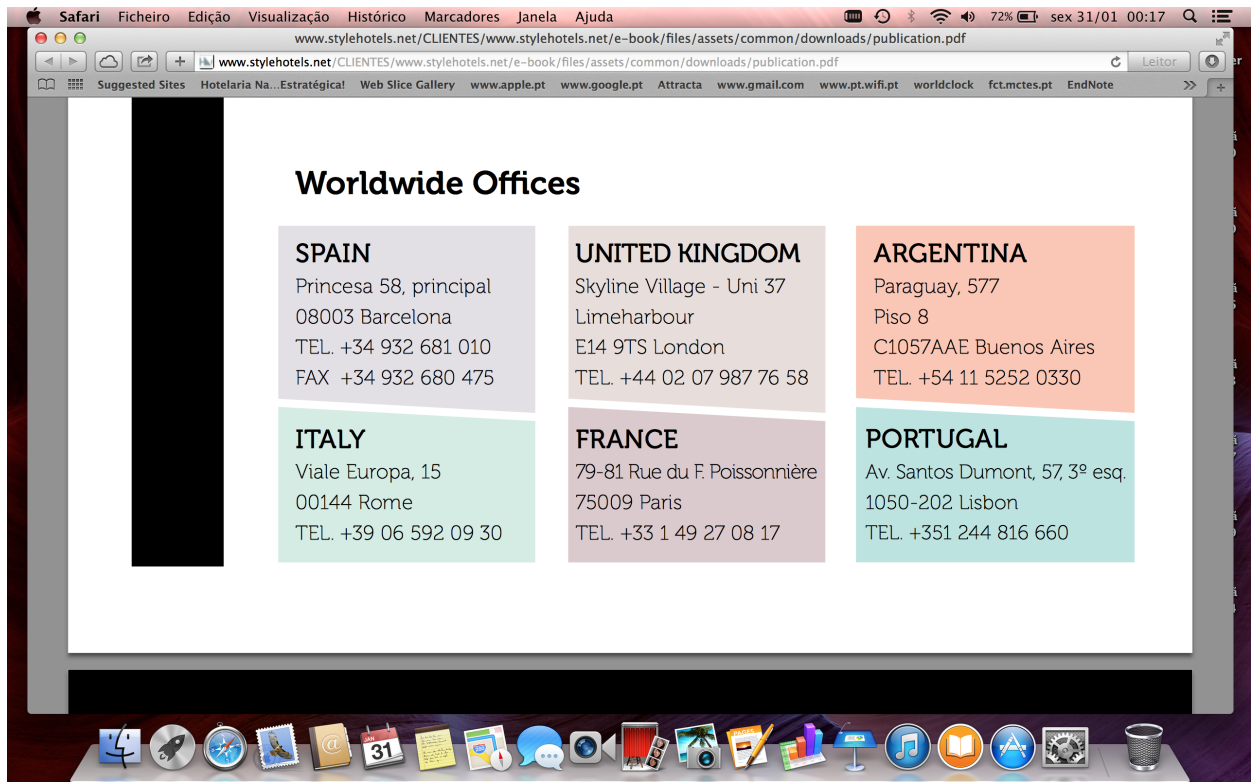 Safari Ficheiro Edição Visualização Histórico Marcadores Janela Ajuda 72% sex 31/01 00:17
www.stylehotels.net/CLIENTES/www.stylehotels.net/e-book/files/assets/common/downloads/publication.pdf
www.stylehotels.net/CLIENTES/www.stylehotels.net/e-book/files/assets/common/downloads/publication.pdf Leitor
Suggested Sites Hotelaria Na...Estratégica! Web Slice Gallery www.apple.pt www.google.pt Attracta www.gmail.com www.pt.wifi.pt worldclock fct.mctes.pt EndNote
Worldwide Offices
SPAIN
Princesa 58, principal
08003 Barcelona
TEL. +34 932 681 010
FAX +34 932 680 475
UNITED KINGDOM
Skyline Village - Uni 37
Limeharbour
E14 9TS London
TEL. +44 02 07 987 76 58
ARGENTINA
Paraguay, 577
Piso 8
C1057AAE Buenos Aires
TEL. +54 11 5252 0330
ITALY
Viale Europa, 15
00144 Rome
TEL. +39 06 592 09 30
FRANCE
79-81 Rue du F. Poissonnière
75009 Paris
TEL. +33 1 49 27 08 17
PORTUGAL
Av. Santos Dumont, 57, 3º esq.
1050-202 Lisbon
TEL. +351 244 816 660
JAN
31
PAGES